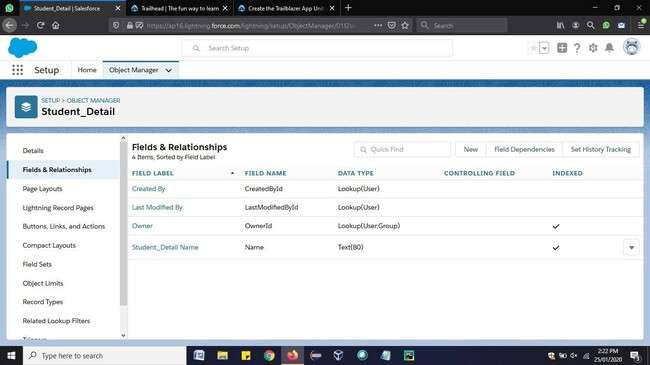 Student_Detail | Salesforce
Trailhead | The fun way to learn
Create the Trailblazer App Unit
https://ap16.lightning.force.com/lightning/setup/ObjectManager/01I2
Search
Search Setup
Setup
Home
Object Manager
SETUP > OBJECT MANAGER
Student_Detail
Details
Fields & Relationships
Page Layouts
Lightning Record Pages
Buttons, Links, and Actions
Compact Layouts
Field Sets
Object Limits
Record Types
Related Lookup Filters
Fields & Relationships
4 Items, Sorted by Field Label
Quick Find
New
Field Dependencies
Set History Tracking
FIELD LABEL FIELD NAME DATA TYPE CONTROLLING FIELD INDEXED
Created By CreatedById Lookup(User)
Last Modified By LastModifiedById Lookup(User)
Owner OwnerId Lookup(User,Group)
Student_Detail Name Name Text(80)
Type here to search
2:22 PM
25/01/2020